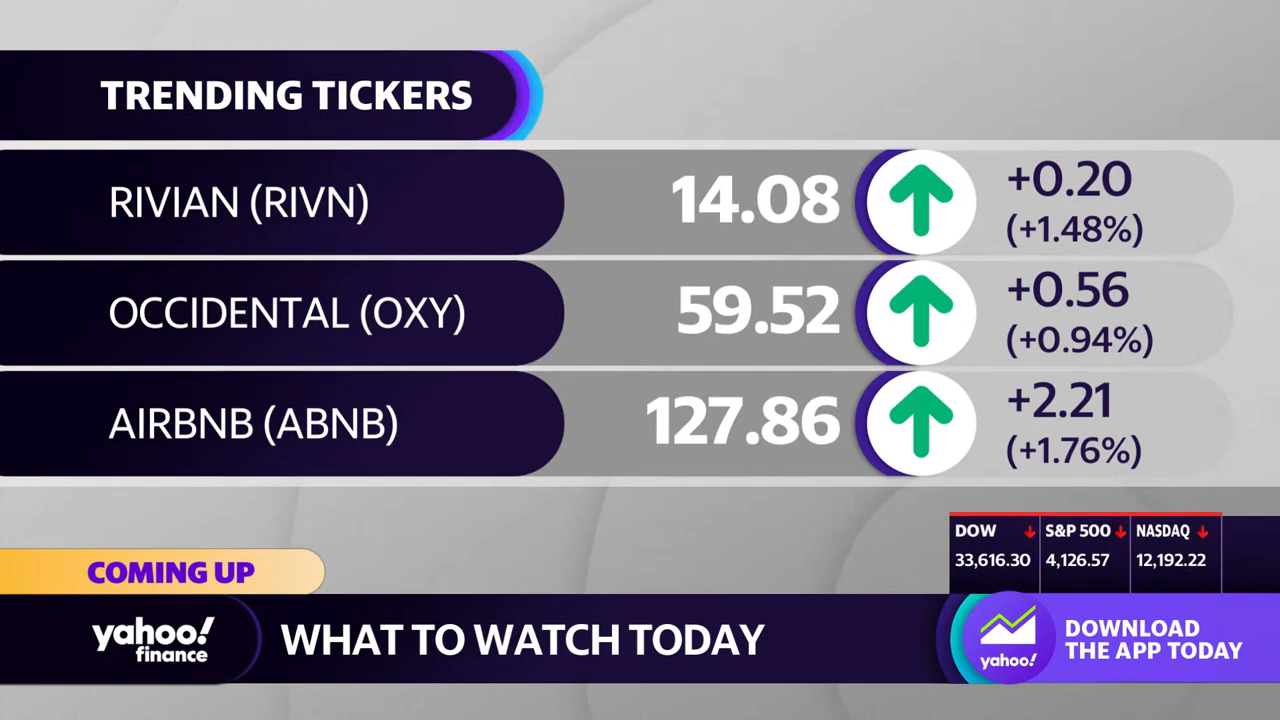 TRENDING TICKERS
RIVIAN (RIVN) 14.08 +0.20
(+1.48%)
OCCIDENTAL (OXY) 59.52 +0.56
(+0.94%)
AIRBNB (ABNB) 127.86 +2.21
(+1.76%)
DOW S&P 500 NASDAQ
33,616.30 4,126.57 12,192.22
COMING UP
yahoo!
finance
WHAT TO WATCH TODAY
yahoo!
DOWNLOAD
THE APP TODAY